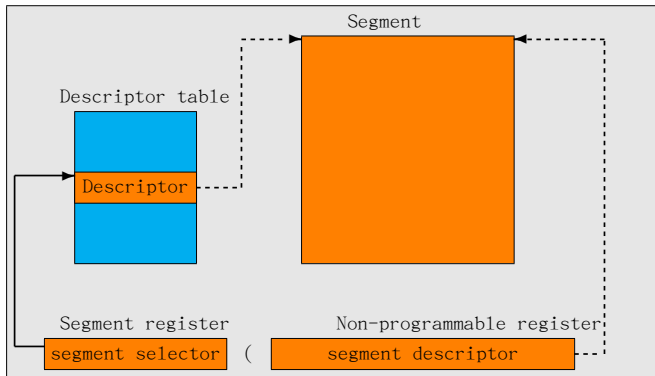 Segment
Descriptor table
Descriptor
Segment register
Non-programmable register
segment selector
(
segment descriptor